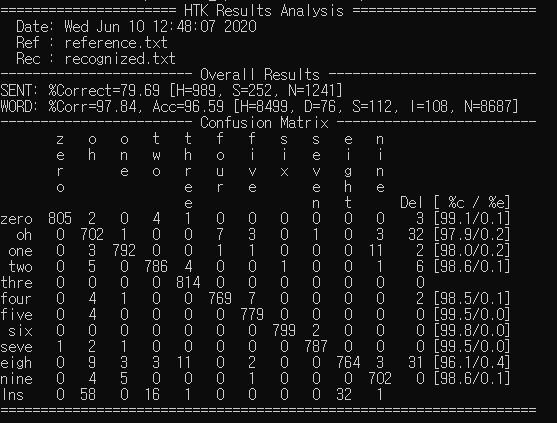 ====================== HTK Results Analysis ======================
Date: Wed Jun 10 12:48:07 2020
Ref : reference.txt
Rec : recognized.txt
------------------------ Overall Results -------------------------
SENT: %Correct=79.69 [H=989, S=252, N=1241]
WORD: %Corr=97.84, Acc=96.59 [H=8499, D=76, S=112, I=108, N=8687]
------------------------ Confusion Matrix ------------------------
z o o t t f f s s e n
e h n w h o i i e i i
r e o r u v x v g n
o e r e e h e
e n t Del [ %c / %e]
zero 805 2 0 4 1 0 0 0 0 0 0 3 [99.1/0.1]
oh 0 702 1 0 0 7 3 0 1 0 3 32 [97.9/0.2]
one 0 3 792 0 0 1 1 0 0 0 11 2 [98.0/0.2]
two 0 5 0 786 4 0 0 1 0 0 1 6 [98.6/0.1]
thre 0 0 0 0 814 0 0 0 0 0 0 0
four 0 4 1 0 0 769 7 0 0 0 0 2 [98.5/0.1]
five 0 4 0 0 0 0 779 0 0 0 0 0 [99.5/0.0]
six 0 0 0 0 0 0 0 799 2 0 0 0 [99.8/0.0]
seve 1 2 1 0 0 0 0 0 787 0 0 0 [99.5/0.0]
eigh 0 9 3 3 11 0 2 0 0 764 3 31 [96.1/0.4]
nine 0 4 5 0 0 0 1 0 0 0 702 0 [98.6/0.1]
Ins 0 58 0 16 1 0 0 0 0 32 1
==================================================================